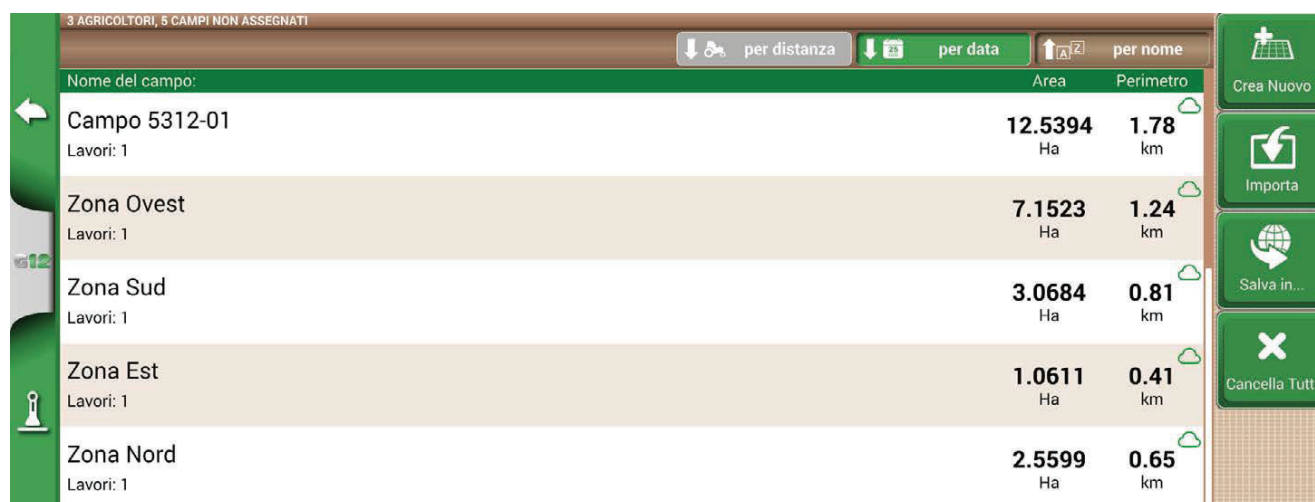 3 AGRICOLTORI, 5 CAMPI NON ASSEGNATI
per distanza 25 per data A Z per nome
Nome del campo: Area Perimetro
Campo 5312-01 12.5394 1.78
Lavori: 1 Ha km
Zona Ovest 7.1523 1.24
Lavori: 1 Ha km
Zona Sud 3.0684 0.81
Lavori: 1 Ha km
Zona Est 1.0611 0.41
Lavori: 1 Ha km
Zona Nord 2.5599 0.65
Lavori: 1 Ha km
G12
Crea Nuovo
Importa
Salva in...
Cancella Tutt